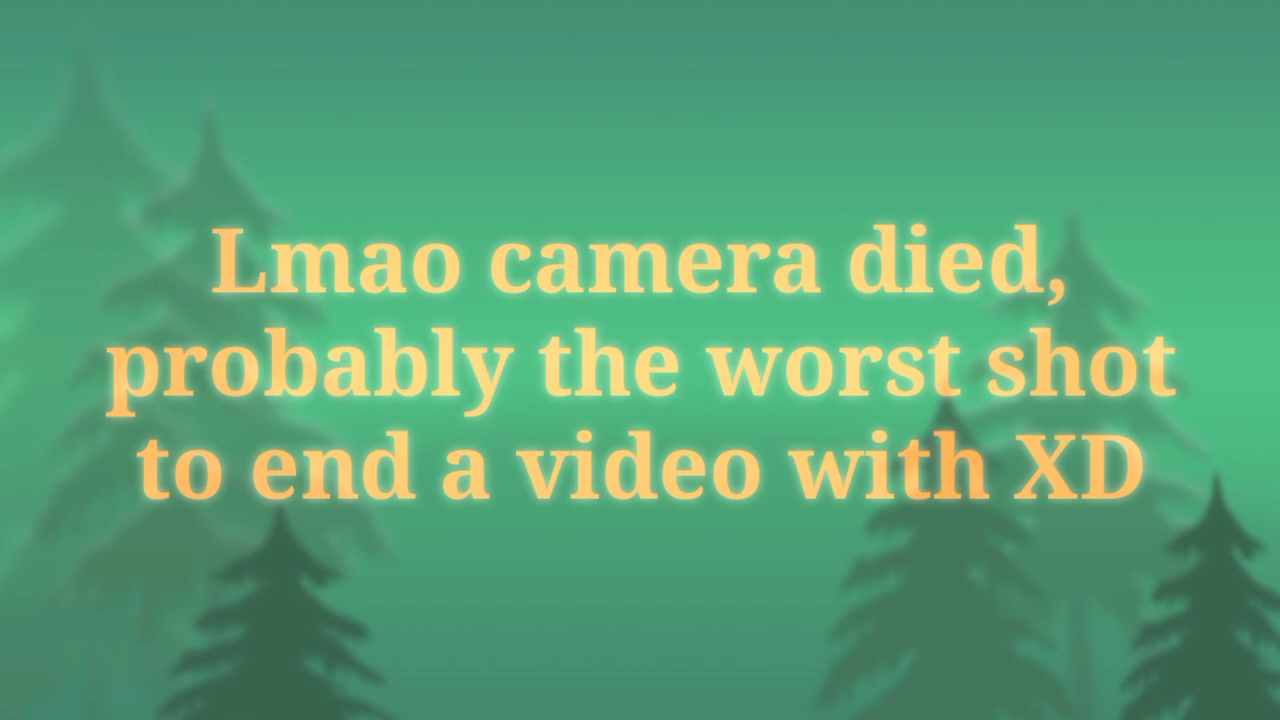 Lmao camera died,
probably the worst shot
to end a video with XD